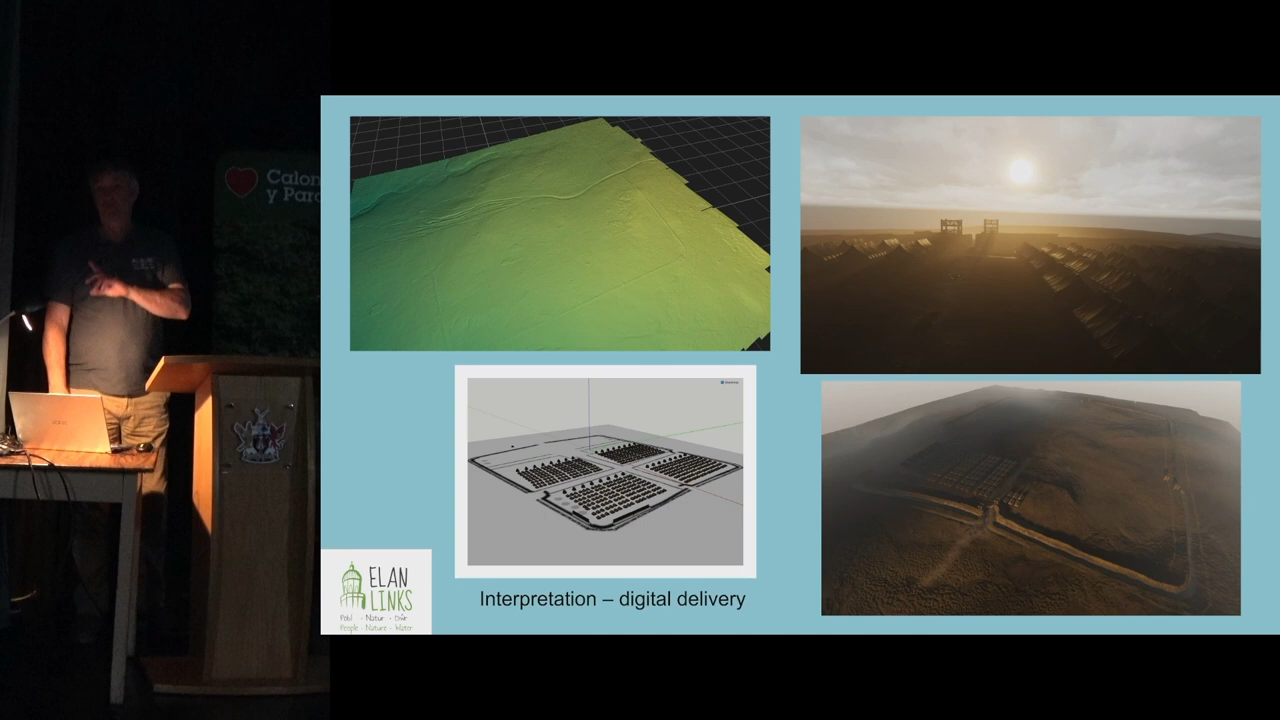 Calon
y Parc
Interpretation – digital delivery
ELAN
LINKS
Pobl - Natur - Dŵr
People - Nature - Water